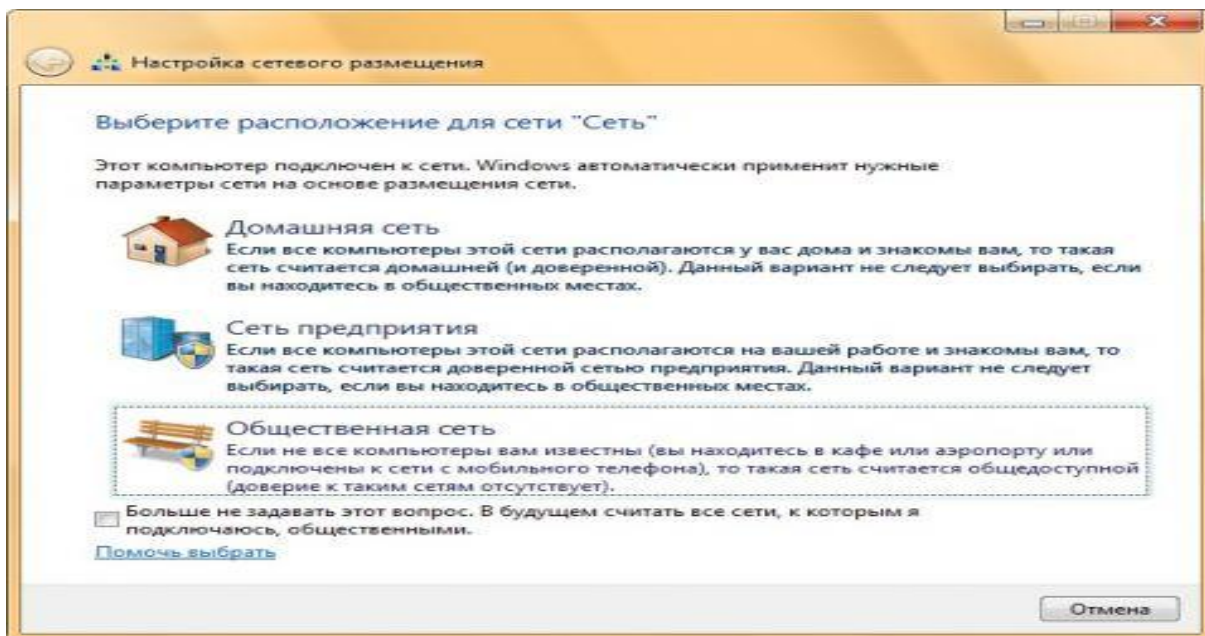 Настройка сетевого размещения
Выберите расположение для сети "Сеть"
Этот компьютер подключен к сети. Windows автоматически применит нужные
параметры сети на основе размещения сети.
Домашняя сеть
Если все компьютеры этой сети располагаются у вас дома и знакомы вам, то такая
сеть считается домашней (и доверенной). Данный вариант не следует выбирать, если
вы находитесь в общественных местах.
Сеть предприятия
Если все компьютеры этой сети располагаются на вашей работе и знакомы вам, то
такая сеть считается доверенной сетью предприятия. Данный вариант не следует
выбирать, если вы находитесь в общественных местах.
Общественная сеть
Если не все компьютеры вам известны (вы находитесь в кафе или аэропорту или
подключены к сети с мобильного телефона), то такая сеть считается общедоступной
(доверие к таким сетям отсутствует).
Больше не задавать этот вопрос. В будущем считать все сети, к которым я
подключаюсь, общественными.
Помочь выбрать
Отмена